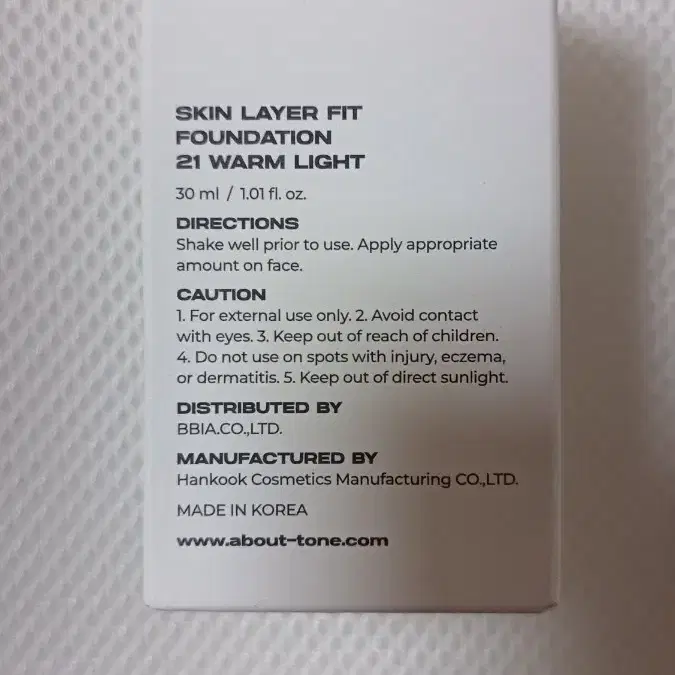 SKIN LAYER FIT
FOUNDATION
21 WARM LIGHT
30 ml / 1.01 fl. oz.
DIRECTIONS
Shake well prior to use. Apply appropriate
amount on face.
CAUTION
1. For external use only. 2. Avoid contact
with eyes. 3. Keep out of reach of children.
4. Do not use on spots with injury, eczema,
or dermatitis. 5. Keep out of direct sunlight.
DISTRIBUTED BY
BBIA.CO.,LTD.
MANUFACTURED BY
Hankook Cosmetics Manufacturing CO.,LTD.
MADE IN KOREA
www.about-tone.com